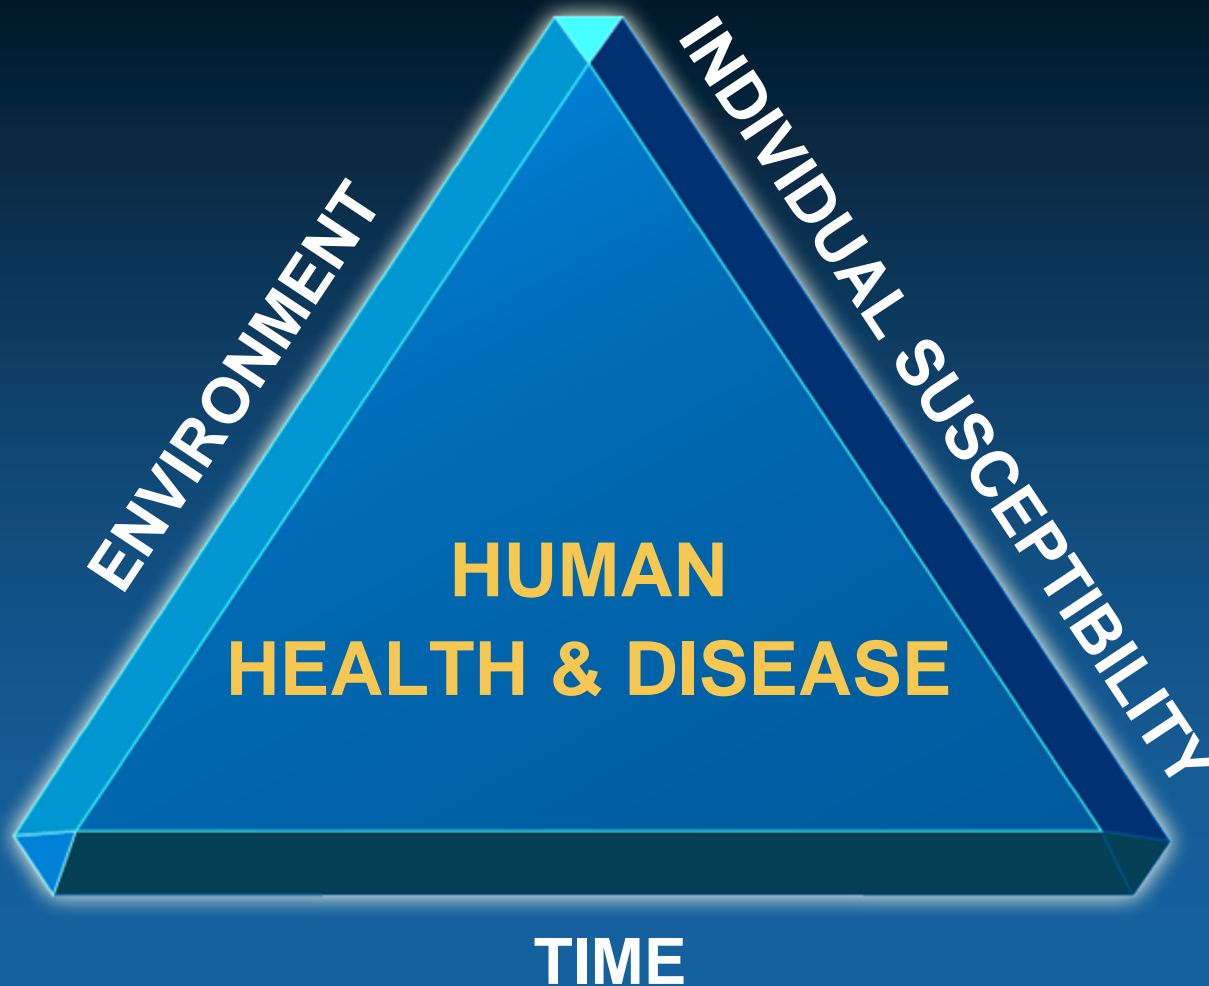 ENVIRONMENT
INDIVIDUAL SUSCEPTIBILITY
HUMAN
HEALTH & DISEASE
TIME